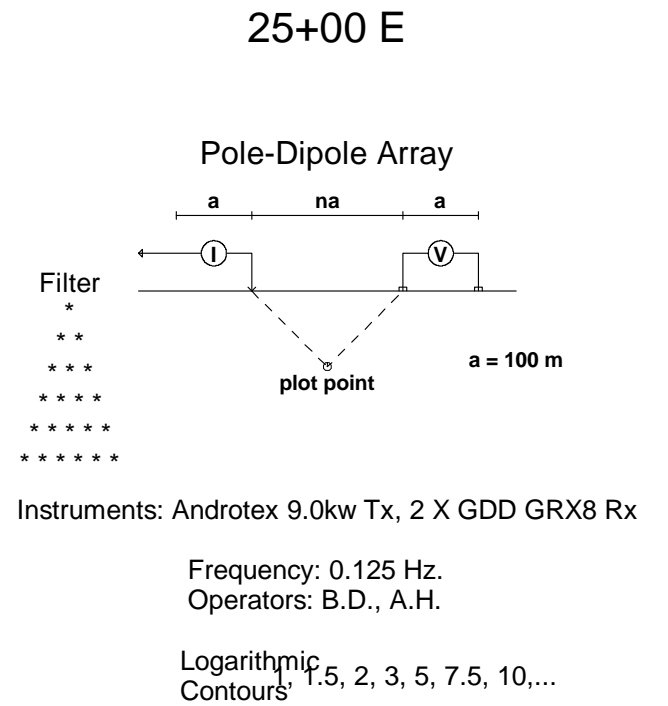 25+00 E
Pole-Dipole Array
a na a
I V
Filter
*
* *
* * *
* * * *
* * * * *
* * * * * *
a = 100 m
plot point
Instruments: Androtex 9.0kw Tx, 2 X GDD GRX8 Rx
Frequency: 0.125 Hz.
Operators: B.D., A.H.
Logarithmic
Contours 1, 1.5, 2, 3, 5, 7.5, 10,...